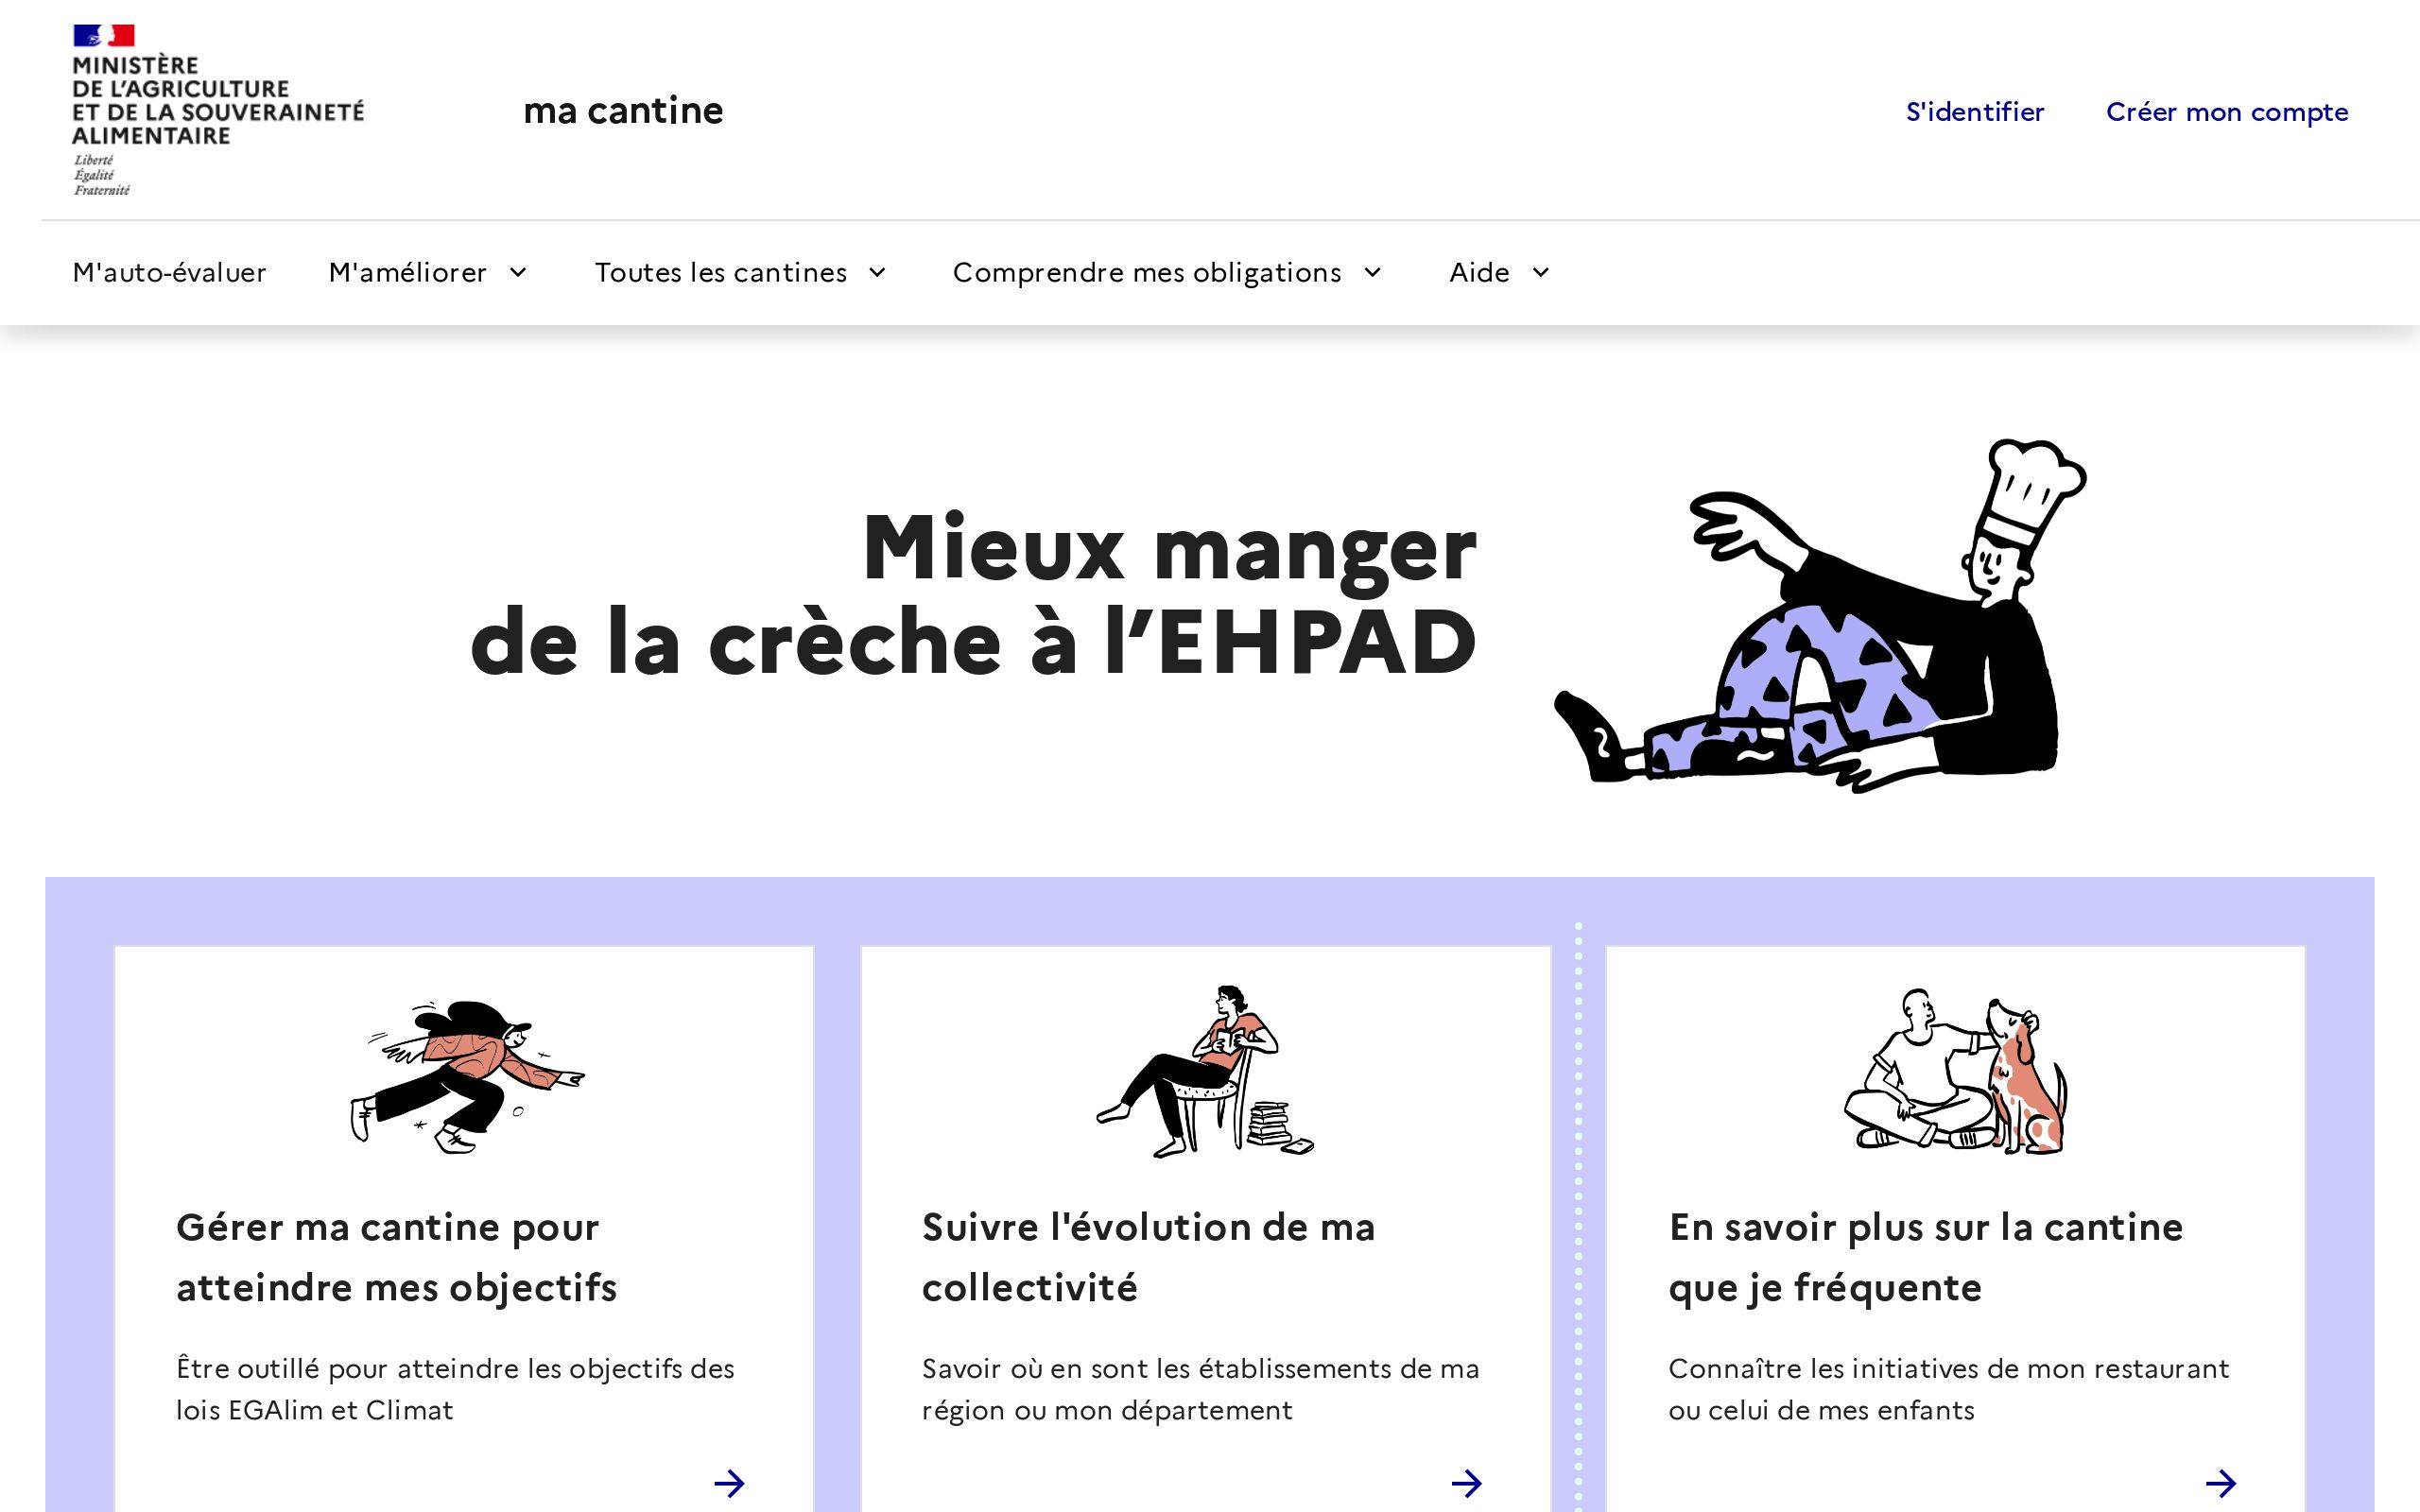 MINISTÈRE
DE L’AGRICULTURE
ET DE LA SOUVERAINETÉ
ALIMENTAIRE
Liberté
Égalité
Fraternité
ma cantine
S'identifier
Créer mon compte
M'auto-évaluer
M'améliorer
Toutes les cantines
Comprendre mes obligations
Aide
Mieux manger
de la crèche à l’EHPAD
Gérer ma cantine pour
atteindre mes objectifs
Être outillé pour atteindre les objectifs des
lois EGAlim et Climat
Suivre l'évolution de ma
collectivité
Savoir où en sont les établissements de ma
région ou mon département
En savoir plus sur la cantine
que je fréquente
Connaître les initiatives de mon restaurant
ou celui de mes enfants